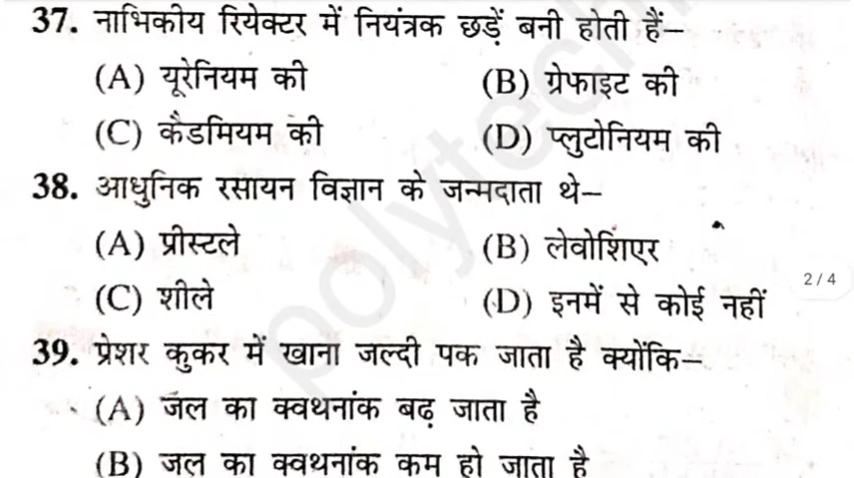 37. नाभिकीय रियेक्टर में नियंत्रक छड़ें बनी होती हैं–
(A) यूरेनियम की (B) ग्रेफाइट की
(C) कैडमियम की (D) प्लुटोनियम की
38. आधुनिक रसायन विज्ञान के जन्मदाता थे–
(A) प्रीस्टले (B) लेवोशिएर
2/4
(C) शीले (D) इनमें से कोई नहीं
39. प्रेशर कुकर में खाना जल्दी पक जाता है क्योंकि–
(A) जल का क्वथनांक बढ़ जाता है
(B) जल का क्वथनांक कम हो जाता है